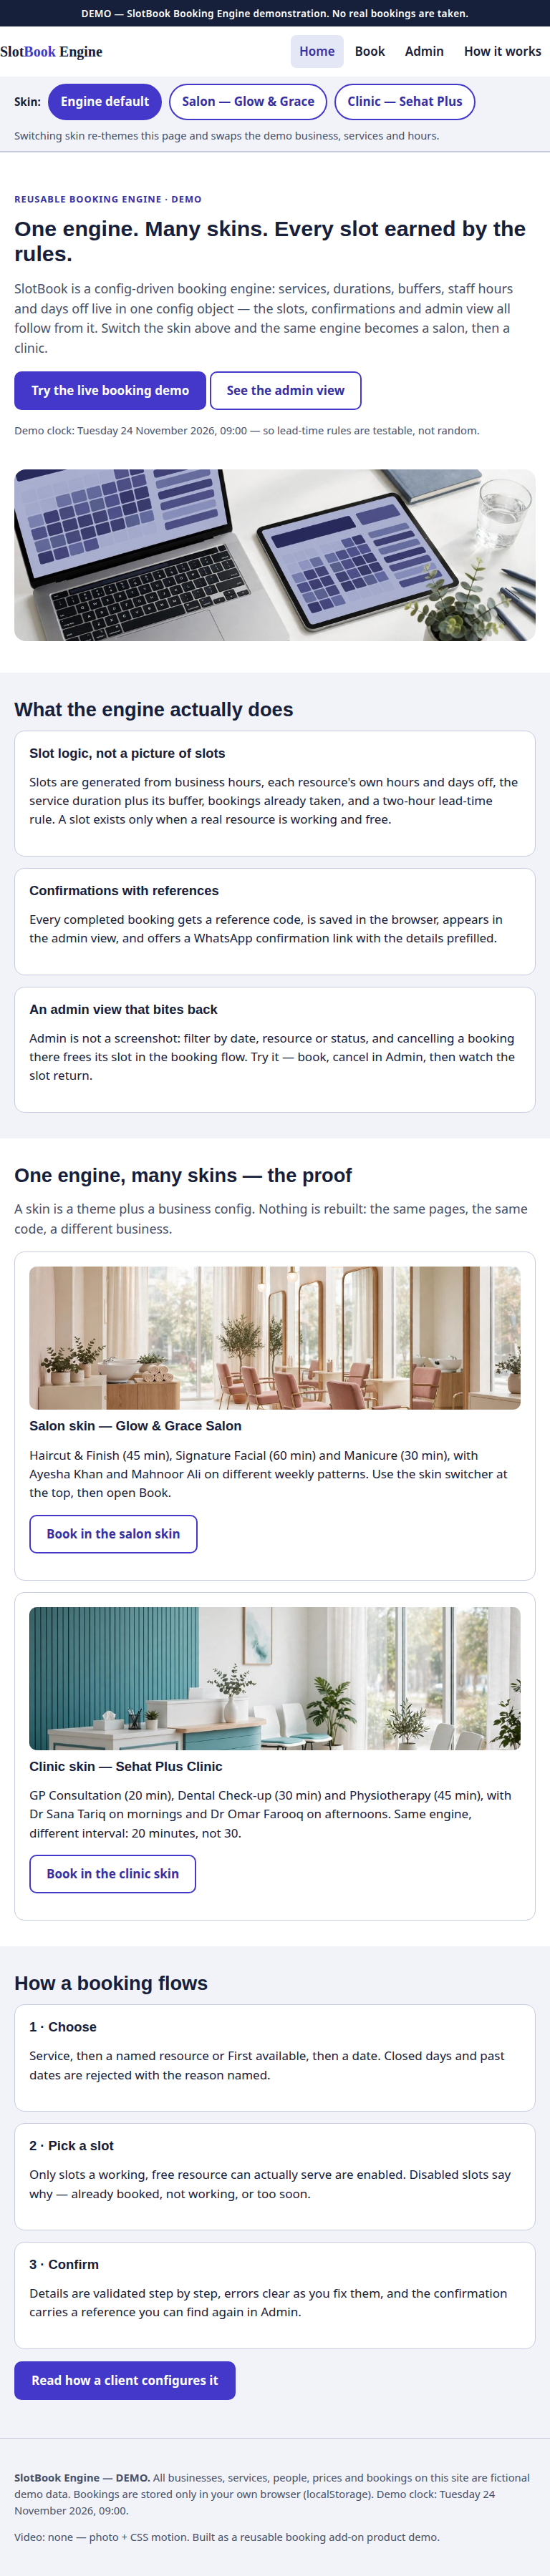 DEMO — SlotBook Booking Engine demonstration. No real bookings are taken.
SlotBook Engine
Home Book Admin How it works
Skin: Engine default Salon — Glow & Grace Clinic — Sehat Plus
Switching skin re-themes this page and swaps the demo business, services and hours.
REUSABLE BOOKING ENGINE · DEMO
One engine. Many skins. Every slot earned by the
rules.
SlotBook is a config-driven booking engine: services, durations, buffers, staff hours
and days off live in one config object — the slots, confirmations and admin view all
follow from it. Switch the skin above and the same engine becomes a salon, then a
clinic.
Try the live booking demo See the admin view
Demo clock: Tuesday 24 November 2026, 09:00 — so lead-time rules are testable, not random.
What the engine actually does
Slot logic, not a picture of slots
Slots are generated from business hours, each resource's own hours and days off, the
service duration plus its buffer, bookings already taken, and a two-hour lead-time
rule. A slot exists only when a real resource is working and free.
Confirmations with references
Every completed booking gets a reference code, is saved in the browser, appears in
the admin view, and offers a WhatsApp confirmation link with the details prefilled.
An admin view that bites back
Admin is not a screenshot: filter by date, resource or status, and cancelling a booking
there frees its slot in the booking flow. Try it — book, cancel in Admin, then watch the
slot return.
One engine, many skins — the proof
A skin is a theme plus a business config. Nothing is rebuilt: the same pages, the same
code, a different business.
Salon skin — Glow & Grace Salon
Haircut & Finish (45 min), Signature Facial (60 min) and Manicure (30 min), with
Ayesha Khan and Mahnoor Ali on different weekly patterns. Use the skin switcher at
the top, then open Book.
Book in the salon skin
Clinic skin — Sehat Plus Clinic
GP Consultation (20 min), Dental Check-up (30 min) and Physiotherapy (45 min), with
Dr Sana Tariq on mornings and Dr Omar Farooq on afternoons. Same engine,
different interval: 20 minutes, not 30.
Book in the clinic skin
How a booking flows
1 · Choose
Service, then a named resource or First available, then a date. Closed days and past
dates are rejected with the reason named.
2 · Pick a slot
Only slots a working, free resource can actually serve are enabled. Disabled slots say
why — already booked, not working, or too soon.
3 · Confirm
Details are validated step by step, errors clear as you fix them, and the confirmation
carries a reference you can find again in Admin.
Read how a client configures it
SlotBook Engine — DEMO. All businesses, services, people, prices and bookings on this site are fictional
demo data. Bookings are stored only in your own browser (localStorage). Demo clock: Tuesday 24
November 2026, 09:00.
Video: none — photo + CSS motion. Built as a reusable booking add-on product demo.